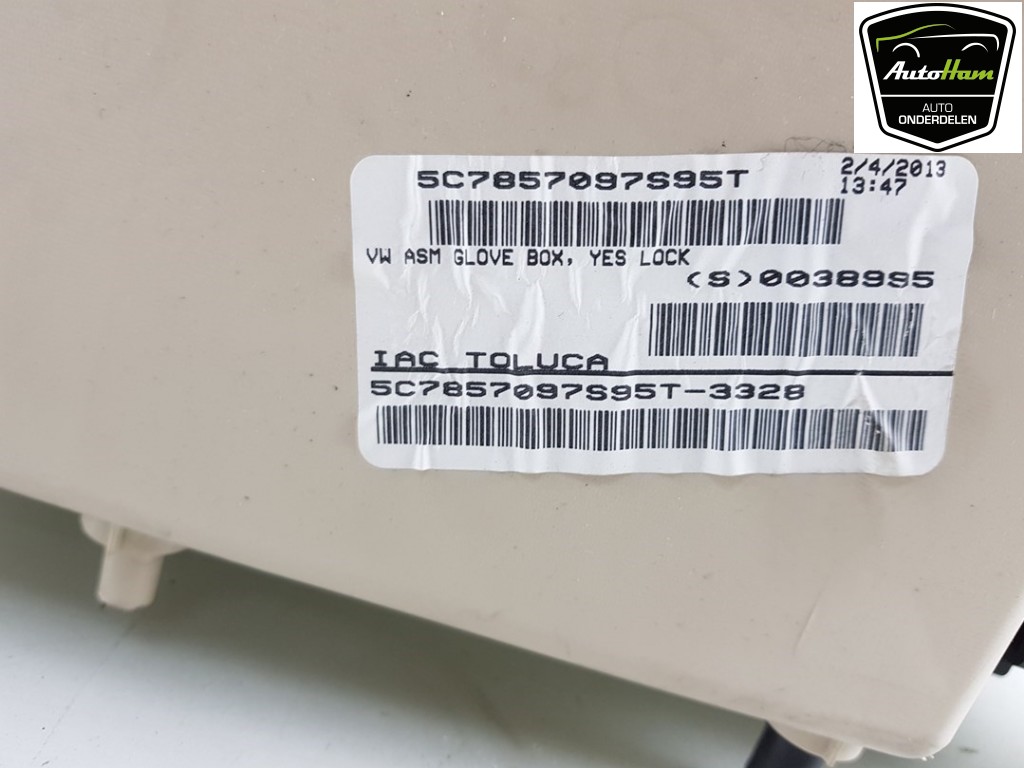 AutoHam
AUTO
ONDERDELEN
5C7857097S95T
2/4/2013
13:47
VW ASM GLOVE BOX, YES LOCK
(S)0038995
IAC TOLUCA
5C7857097S95T-3328